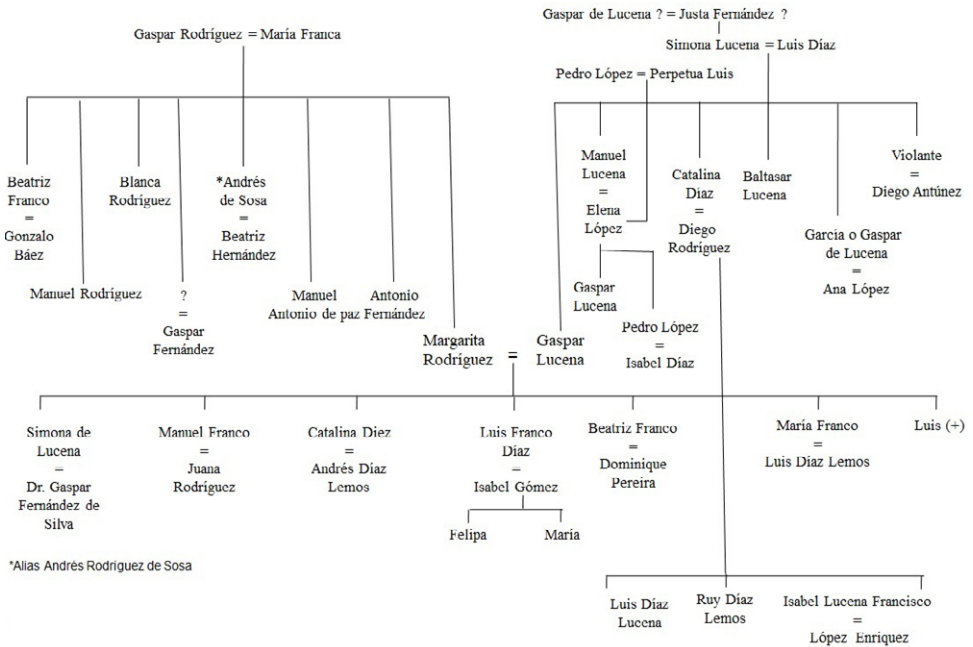 Gaspar de Lucena ? = Justa Fernández ?
Gaspar Rodríguez = María Franca
Simona Lucena = Luis Díaz
Pedro López = Perpetua Luis
Beatriz
Franco
=
Gonzalo
Báez
Manuel Rodríguez
Blanca
Rodríguez
?
=
Gaspar
Fernández
*Andrés
de Sosa
=
Beatriz
Hernández
Manuel
Antonio de paz
Antonio
Fernández
Margarita
Rodríguez
=
Gaspar
Lucena
Manuel
Lucena
=
Elena
López
Gaspar
Lucena
Pedro López
=
Isabel Díaz
Catalina
Díaz
=
Diego
Rodríguez
Baltasar
Lucena
Garcia o Gaspar
de Lucena
=
Ana López
Violante
=
Diego Antúnez
Simona de
Lucena
=
Dr. Gaspar
Fernández de
Silva
Manuel Franco
=
Juana
Rodríguez
Catalina Díez
=
Andrés Díaz
Lemos
Luis Franco
Díaz
=
Isabel Gómez
Felipa
María
Beatriz Franco
=
Dominique
Pereira
María Franco
=
Luis Díaz Lemos
Luis (+)
*Alias Andrés Rodríguez de Sosa
Luis Díaz
Lucena
Ruy Díaz
Lemos
Isabel Lucena Francisco
=
López Enriquez